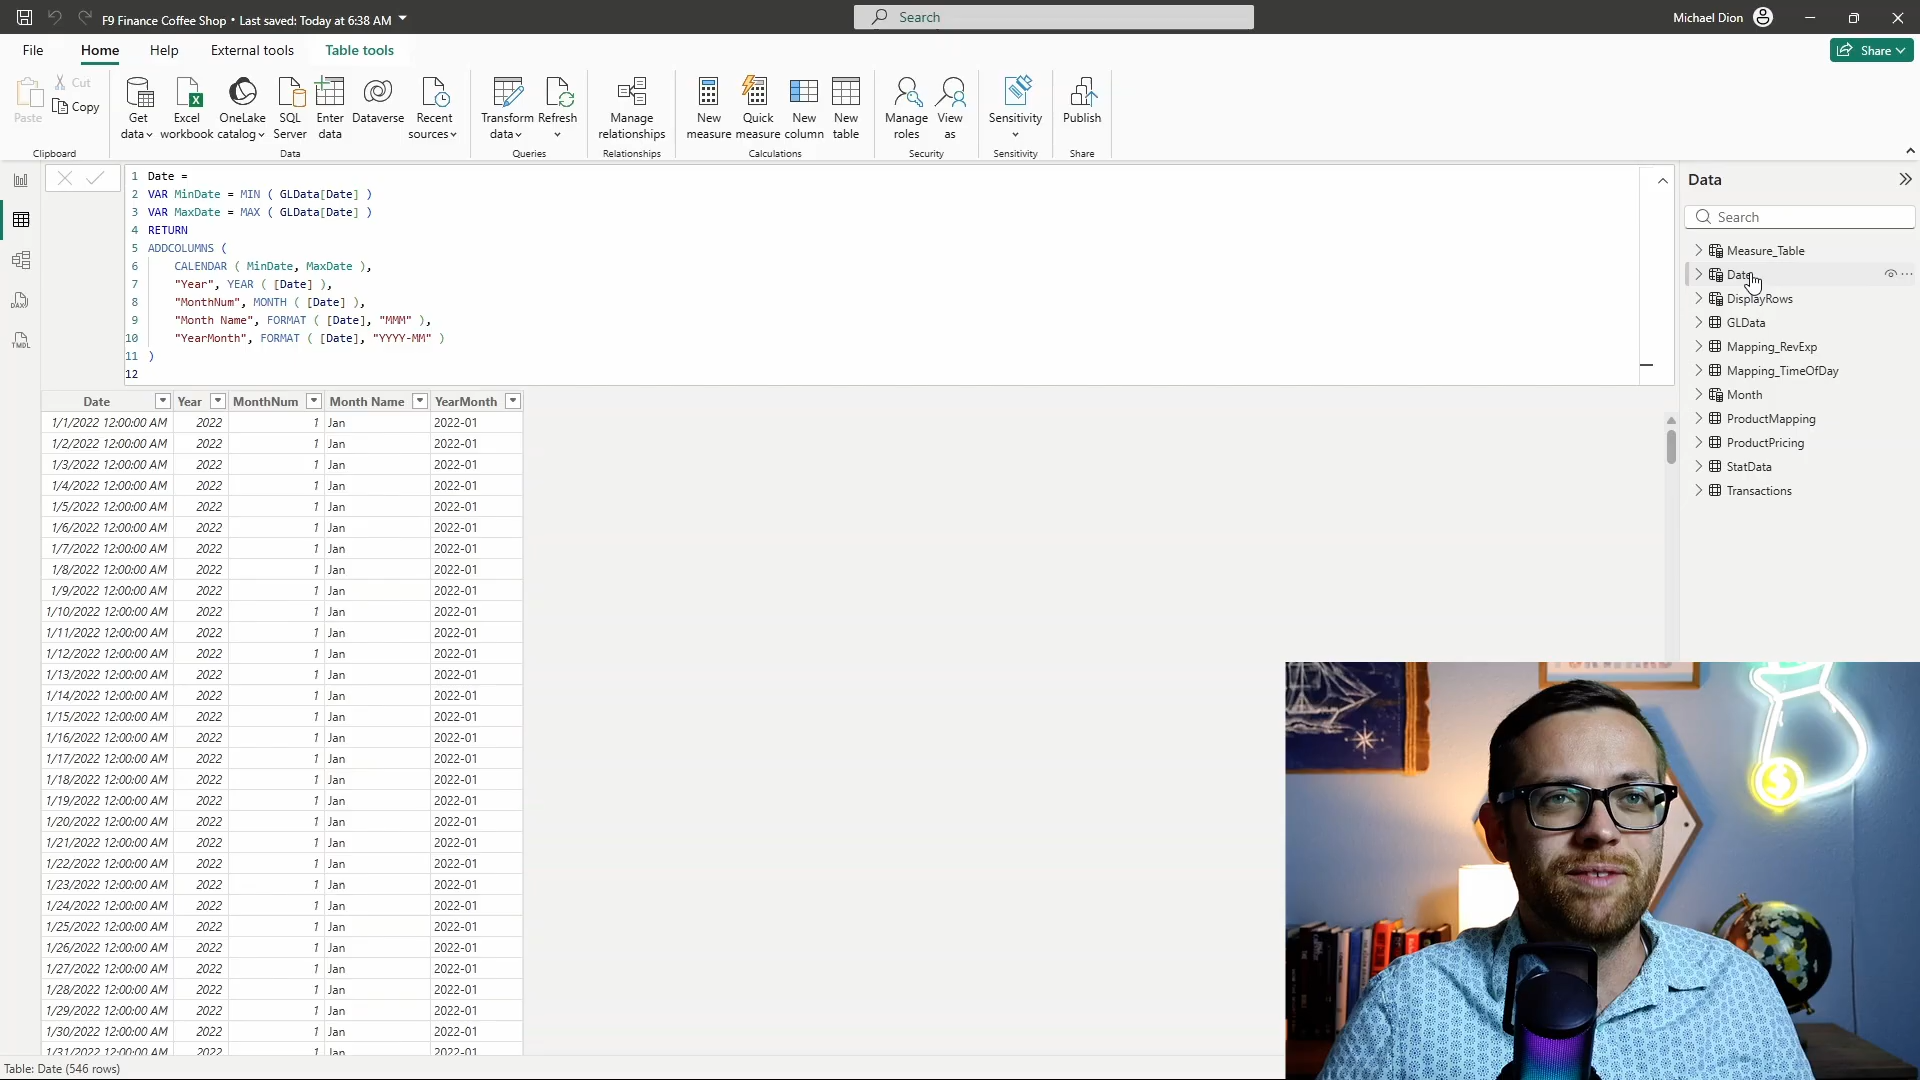 F9 Finance Coffee Shop • Last saved: Today at 6:38 AM
Search
Michael Dion
File
Home
Help
External tools
Table tools
Share
Paste
Cut
Copy
Clipboard
Get data
Excel workbook
OneLake catalog
SQL Server
Enter data
Dataverse
Recent sources
Data
Transform data
Refresh
Queries
Manage relationships
Relationships
New measure
Quick measure
New column
New table
Calculations
Manage roles
View as
Security
Sensitivity
Sensitivity
Publish
Share
1 Date =
2 VAR MinDate = MIN ( GLData[Date] )
3 VAR MaxDate = MAX ( GLData[Date] )
4 RETURN
5 ADDCOLUMNS (
6 CALENDAR ( MinDate, MaxDate ),
7 "Year", YEAR ( [Date] ),
8 "MonthNum", MONTH ( [Date] ),
9 "Month Name", FORMAT ( [Date], "MMM" ),
10 "YearMonth", FORMAT ( [Date], "YYYY-MM" )
11 )
12
DAX
TMDL
Date Year MonthNum Month Name YearMonth
1/1/2022 12:00:00 AM 2022 1 Jan 2022-01
1/2/2022 12:00:00 AM 2022 1 Jan 2022-01
1/3/2022 12:00:00 AM 2022 1 Jan 2022-01
1/4/2022 12:00:00 AM 2022 1 Jan 2022-01
1/5/2022 12:00:00 AM 2022 1 Jan 2022-01
1/6/2022 12:00:00 AM 2022 1 Jan 2022-01
1/7/2022 12:00:00 AM 2022 1 Jan 2022-01
1/8/2022 12:00:00 AM 2022 1 Jan 2022-01
1/9/2022 12:00:00 AM 2022 1 Jan 2022-01
1/10/2022 12:00:00 AM 2022 1 Jan 2022-01
1/11/2022 12:00:00 AM 2022 1 Jan 2022-01
1/12/2022 12:00:00 AM 2022 1 Jan 2022-01
1/13/2022 12:00:00 AM 2022 1 Jan 2022-01
1/14/2022 12:00:00 AM 2022 1 Jan 2022-01
1/15/2022 12:00:00 AM 2022 1 Jan 2022-01
1/16/2022 12:00:00 AM 2022 1 Jan 2022-01
1/17/2022 12:00:00 AM 2022 1 Jan 2022-01
1/18/2022 12:00:00 AM 2022 1 Jan 2022-01
1/19/2022 12:00:00 AM 2022 1 Jan 2022-01
1/20/2022 12:00:00 AM 2022 1 Jan 2022-01
1/21/2022 12:00:00 AM 2022 1 Jan 2022-01
1/22/2022 12:00:00 AM 2022 1 Jan 2022-01
1/23/2022 12:00:00 AM 2022 1 Jan 2022-01
1/24/2022 12:00:00 AM 2022 1 Jan 2022-01
1/25/2022 12:00:00 AM 2022 1 Jan 2022-01
1/26/2022 12:00:00 AM 2022 1 Jan 2022-01
1/27/2022 12:00:00 AM 2022 1 Jan 2022-01
1/28/2022 12:00:00 AM 2022 1 Jan 2022-01
1/29/2022 12:00:00 AM 2022 1 Jan 2022-01
1/30/2022 12:00:00 AM 2022 1 Jan 2022-01
1/31/2022 12:00:00 AM 2022 1 Jan 2022-01
Table: Date (546 rows)
Data
Search
Measure_Table
Date
DisplayRows
GLData
Mapping_RevExp
Mapping_TimeOfDay
Month
ProductMapping
ProductPricing
StatData
Transactions
$